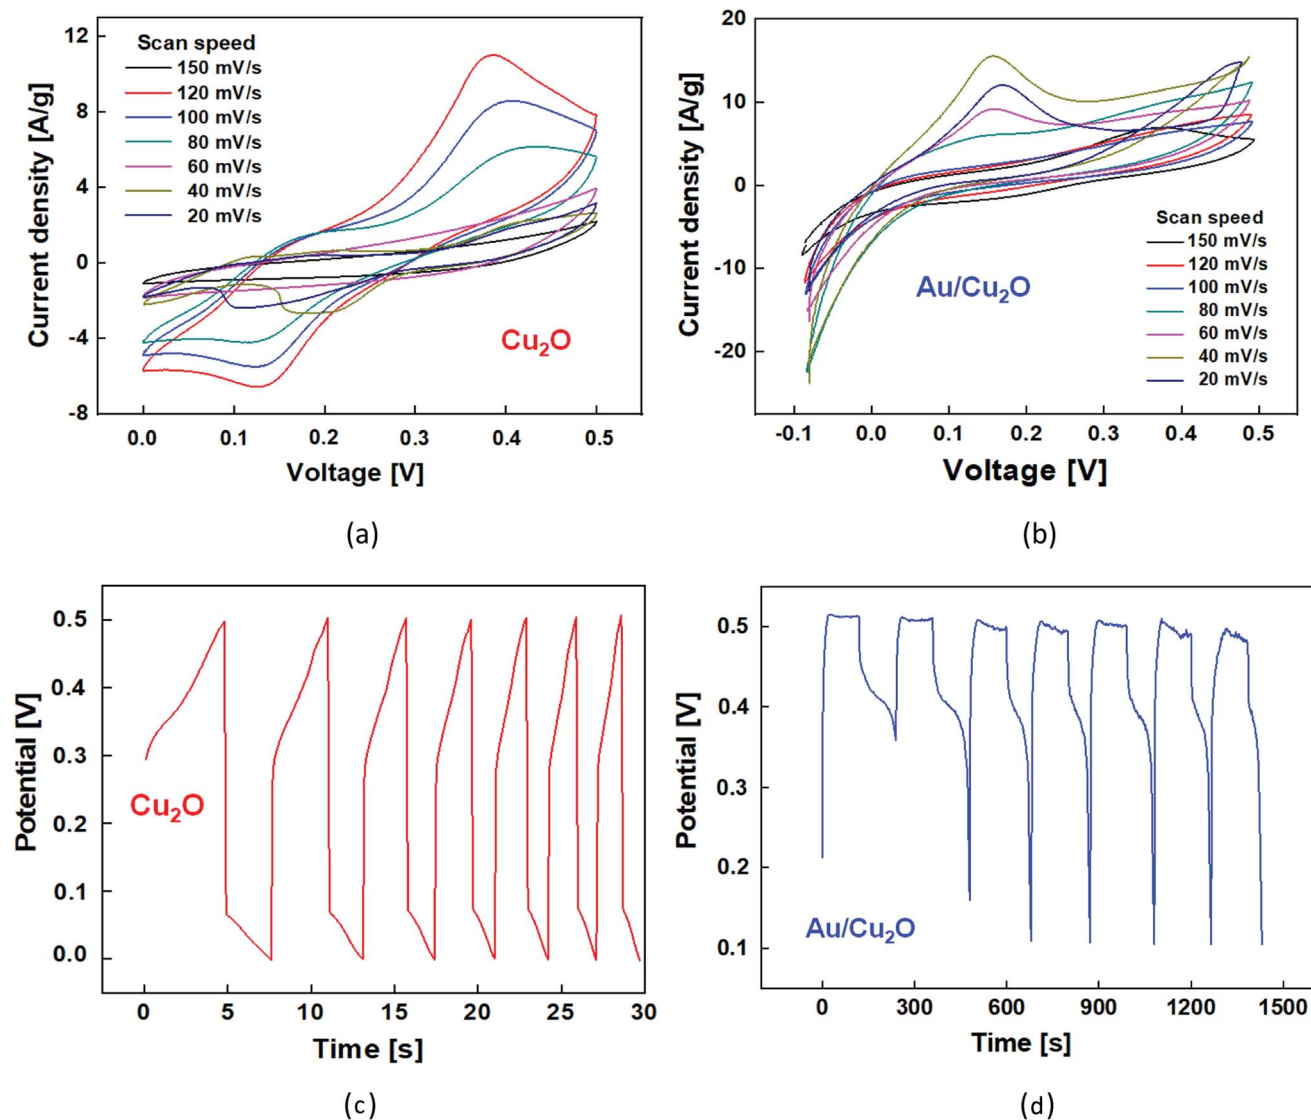 Scan speed
150 mV/s
120 mV/s
100 mV/s
80 mV/s
60 mV/s
40 mV/s
20 mV/s
Cu₂O
12
8
4
0
-4
-8
Current density [A/g]
0.0 0.1 0.2 0.3 0.4 0.5
Voltage [V]
(a)
20
10
0
-10
-20
Current density [A/g]
Au/Cu₂O
Scan speed
150 mV/s
120 mV/s
100 mV/s
80 mV/s
60 mV/s
40 mV/s
20 mV/s
-0.1 0.0 0.1 0.2 0.3 0.4 0.5
Voltage [V]
(b)
0.5
0.4
0.3
0.2
0.1
0.0
Potential [V]
Cu₂O
0 5 10 15 20 25 30
Time [s]
(c)
0.5
0.4
0.3
0.2
0.1
Potential [V]
Au/Cu₂O
0 300 600 900 1200 1500
Time [s]
(d)